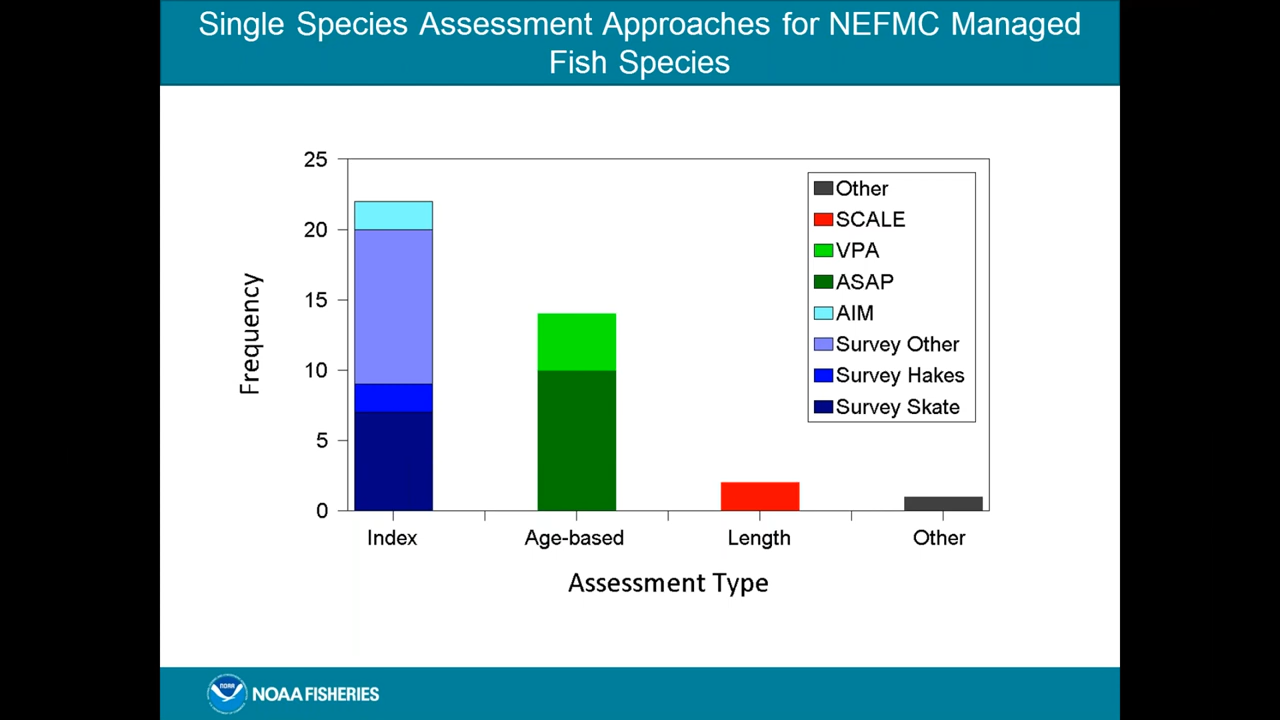 Single Species Assessment Approaches for NEFMC Managed
Fish Species
25
20
15
10
5
0
Frequency
Other
SCALE
VPA
ASAP
AIM
Survey Other
Survey Hakes
Survey Skate
Index
Age-based
Length
Other
Assessment Type
NOAA
NOAA FISHERIES